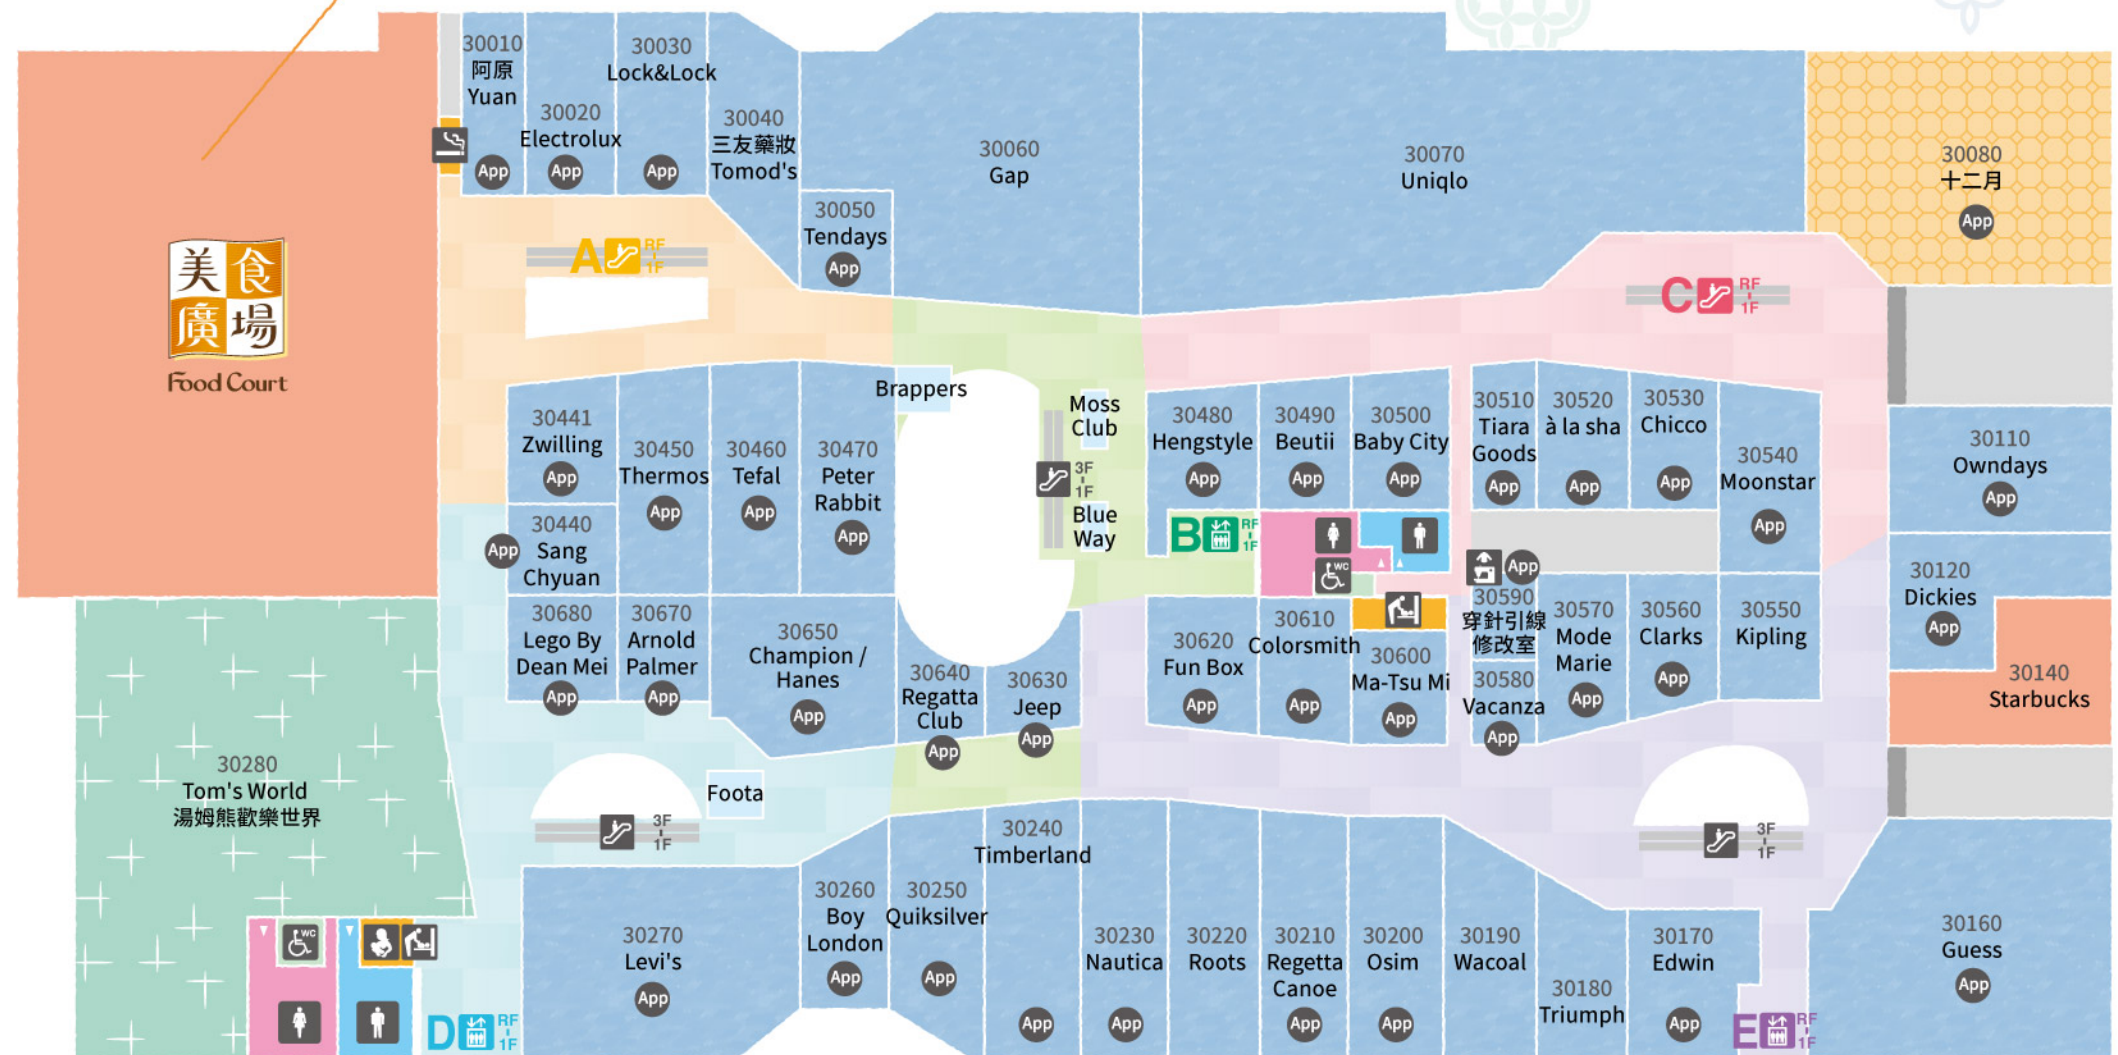 30010
阿原
Yuan
App
30020
Electrolux
App
30030
Lock&Lock
App
30040
三友藥妝
Tomod's
30050
Tendays
App
30060
Gap
30070
Uniqlo
30080
十二月
App
美食
廣場
Food Court
A
RF
1F
C
RF
1F
Brappers
Moss
Club
3F
1F
Blue
Way
30441
Zwilling
App
30450
Thermos
App
30460
Tefal
App
30470
Peter
Rabbit
App
30440
Sang
Chyuan
App
30480
Hengstyle
App
30490
Beutii
App
30500
Baby City
App
30510
Tiara
Goods
App
30520
à la sha
App
30530
Chicco
App
30540
Moonstar
App
30110
Owndays
App
B
RF
1F
WC
App
30120
Dickies
App
30140
Starbucks
30680
Lego By
Dean Mei
App
30670
Arnold
Palmer
App
30650
Champion /
Hanes
App
30640
Regatta
Club
App
30630
Jeep
App
30620
Fun Box
App
30610
Colorsmith
App
30600
Ma-Tsu Mi
App
30590
穿針引線
修改室
30580
Vacanza
App
30570
Mode
Marie
App
30560
Clarks
App
30550
Kipling
30280
Tom's World
湯姆熊歡樂世界
Foota
3F
1F
3F
1F
30270
Levi's
App
30260
Boy
London
App
30250
Quiksilver
App
30240
Timberland
App
30230
Nautica
App
30220
Roots
30210
Regetta
Canoe
App
30200
Osim
App
30190
Wacoal
30180
Triumph
30170
Edwin
App
30160
Guess
App
WC
D
RF
1F
E
RF
1F